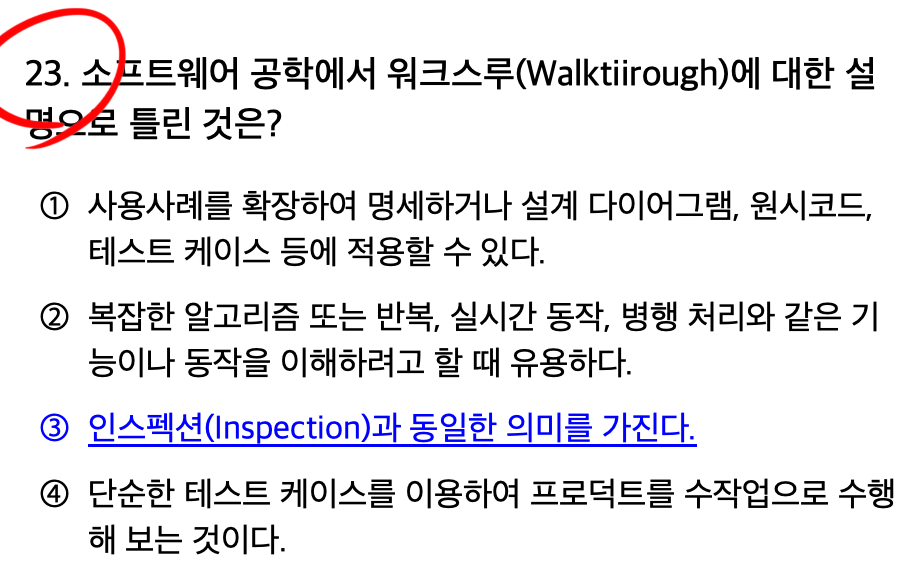 23. 소프트웨어 공학에서 워크스루(Walktiirough)에 대한 설
명으로 틀린 것은?
① 사용사례를 확장하여 명세하거나 설계 다이어그램, 원시코드,
테스트 케이스 등에 적용할 수 있다.
② 복잡한 알고리즘 또는 반복, 실시간 동작, 병행 처리와 같은 기
능이나 동작을 이해하려고 할 때 유용하다.
③ 인스펙션(Inspection)과 동일한 의미를 가진다.
④ 단순한 테스트 케이스를 이용하여 프로덕트를 수작업으로 수행
해 보는 것이다.